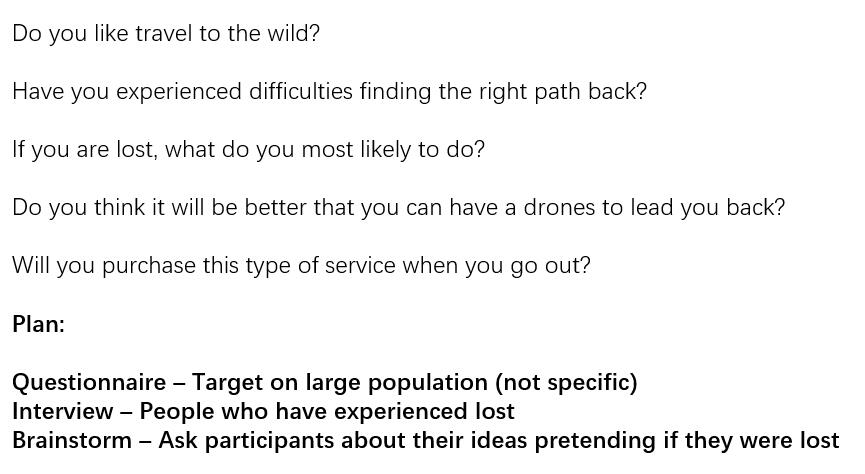 Do you like travel to the wild?
Have you experienced difficulties finding the right path back?
If you are lost, what do you most likely to do?
Do you think it will be better that you can have a drones to lead you back?
Will you purchase this type of service when you go out?
Plan:
Questionnaire – Target on large population (not specific)
Interview – People who have experienced lost
Brainstorm – Ask participants about their ideas pretending if they were lost